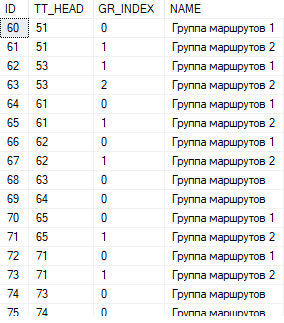 ID TT_HEAD GR_INDEX NAME
60 51 0 Группа маршрутов 1
61 51 1 Группа маршрутов 2
62 53 1 Группа маршрутов 1
63 53 2 Группа маршрутов 2
64 61 0 Группа маршрутов 1
65 61 1 Группа маршрутов 2
66 62 0 Группа маршрутов 1
67 62 1 Группа маршрутов 2
68 63 0 Группа маршрутов
69 64 0 Группа маршрутов
70 65 0 Группа маршрутов 1
71 65 1 Группа маршрутов 2
72 71 0 Группа маршрутов 1
73 71 1 Группа маршрутов 2
74 73 0 Группа маршрутов
75 74 0 Группа маршрутов